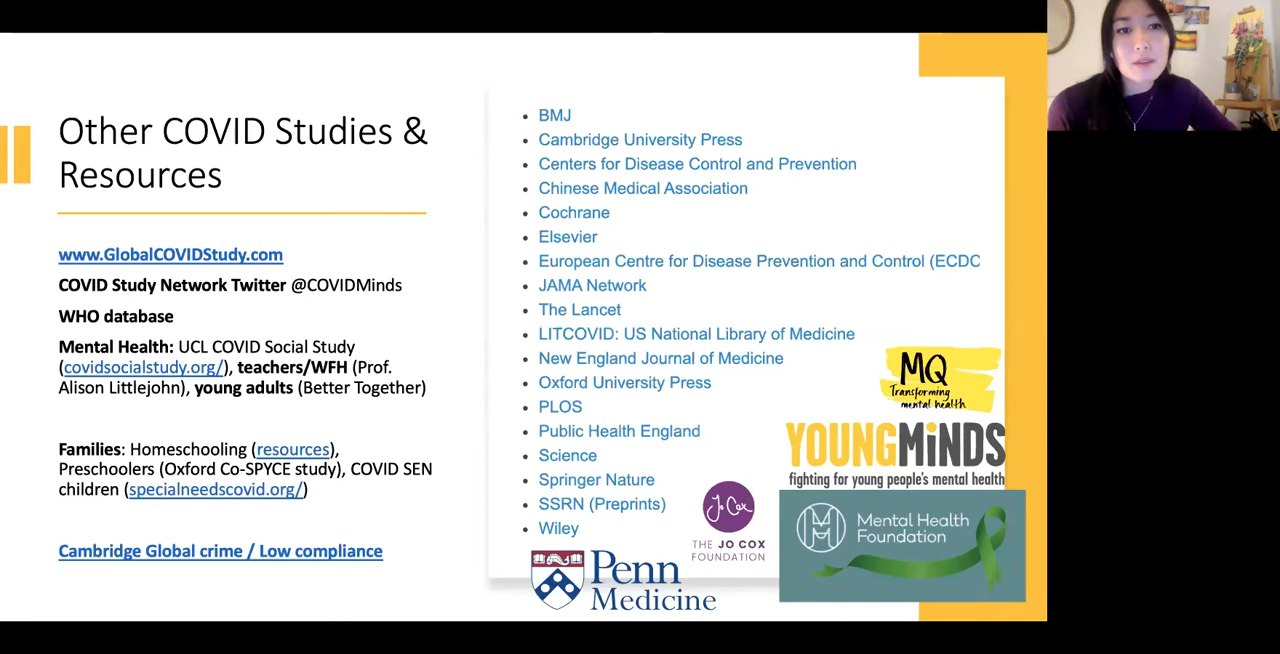 Other COVID Studies &
Resources
www.GlobalCOVIDStudy.com
COVID Study Network Twitter @COVIDMinds
WHO database
Mental Health: UCL COVID Social Study
(covidsocialstudy.org/), teachers/WFH (Prof.
Alison Littlejohn), young adults (Better Together)
Families: Homeschooling (resources),
Preschoolers (Oxford Co-SPYCE study), COVID SEN
children (specialneedscovid.org/)
Cambridge Global crime / Low compliance
• BMJ
• Cambridge University Press
• Centers for Disease Control and Prevention
• Chinese Medical Association
• Cochrane
• Elsevier
• European Centre for Disease Prevention and Control (ECDC
• JAMA Network
• The Lancet
• LITCOVID: US National Library of Medicine
• New England Journal of Medicine
• Oxford University Press
• PLOS
• Public Health England
• Science
• Springer Nature
• SSRN (Preprints)
• Wiley
MQ
Transforming
mental health
YOUNGMiNDS
fighting for young people's mental health
Jo Cox
THE JO COX
FOUNDATION
Mental Health
Foundation
Penn
Medicine